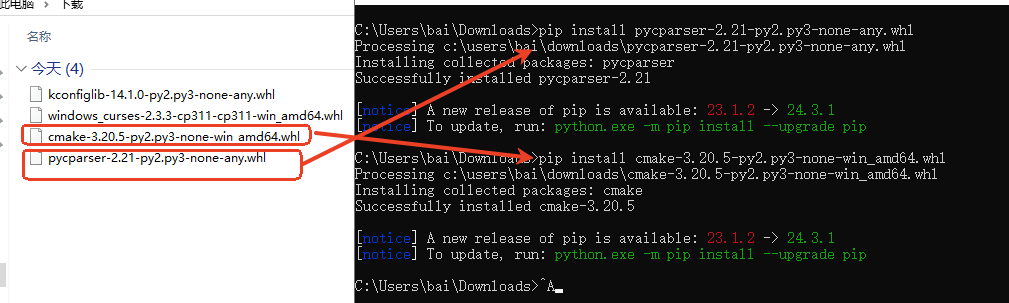 此电脑 > 下载
名称
今天 (4)
kconfiglib-14.1.0-py2.py3-none-any.whl
windows_curses-2.3.3-cp311-cp311-win_amd64.whl
cmake-3.20.5-py2.py3-none-win_amd64.whl
pycparser-2.21-py2.py3-none-any.whl
C:\Users\bai\Downloads>pip install pycparser-2.21-py2.py3-none-any.whl
Processing c:\users\bai\downloads\pycparser-2.21-py2.py3-none-any.whl
Installing collected packages: pycparser
Successfully installed pycparser-2.21
[notice] A new release of pip is available: 23.1.2 -> 24.3.1
[notice] To update, run: python.exe -m pip install --upgrade pip
C:\Users\bai\Downloads>pip install cmake-3.20.5-py2.py3-none-win_amd64.whl
Processing c:\users\bai\downloads\cmake-3.20.5-py2.py3-none-win_amd64.whl
Installing collected packages: cmake
Successfully installed cmake-3.20.5
[notice] A new release of pip is available: 23.1.2 -> 24.3.1
[notice] To update, run: python.exe -m pip install --upgrade pip
C:\Users\bai\Downloads>^A